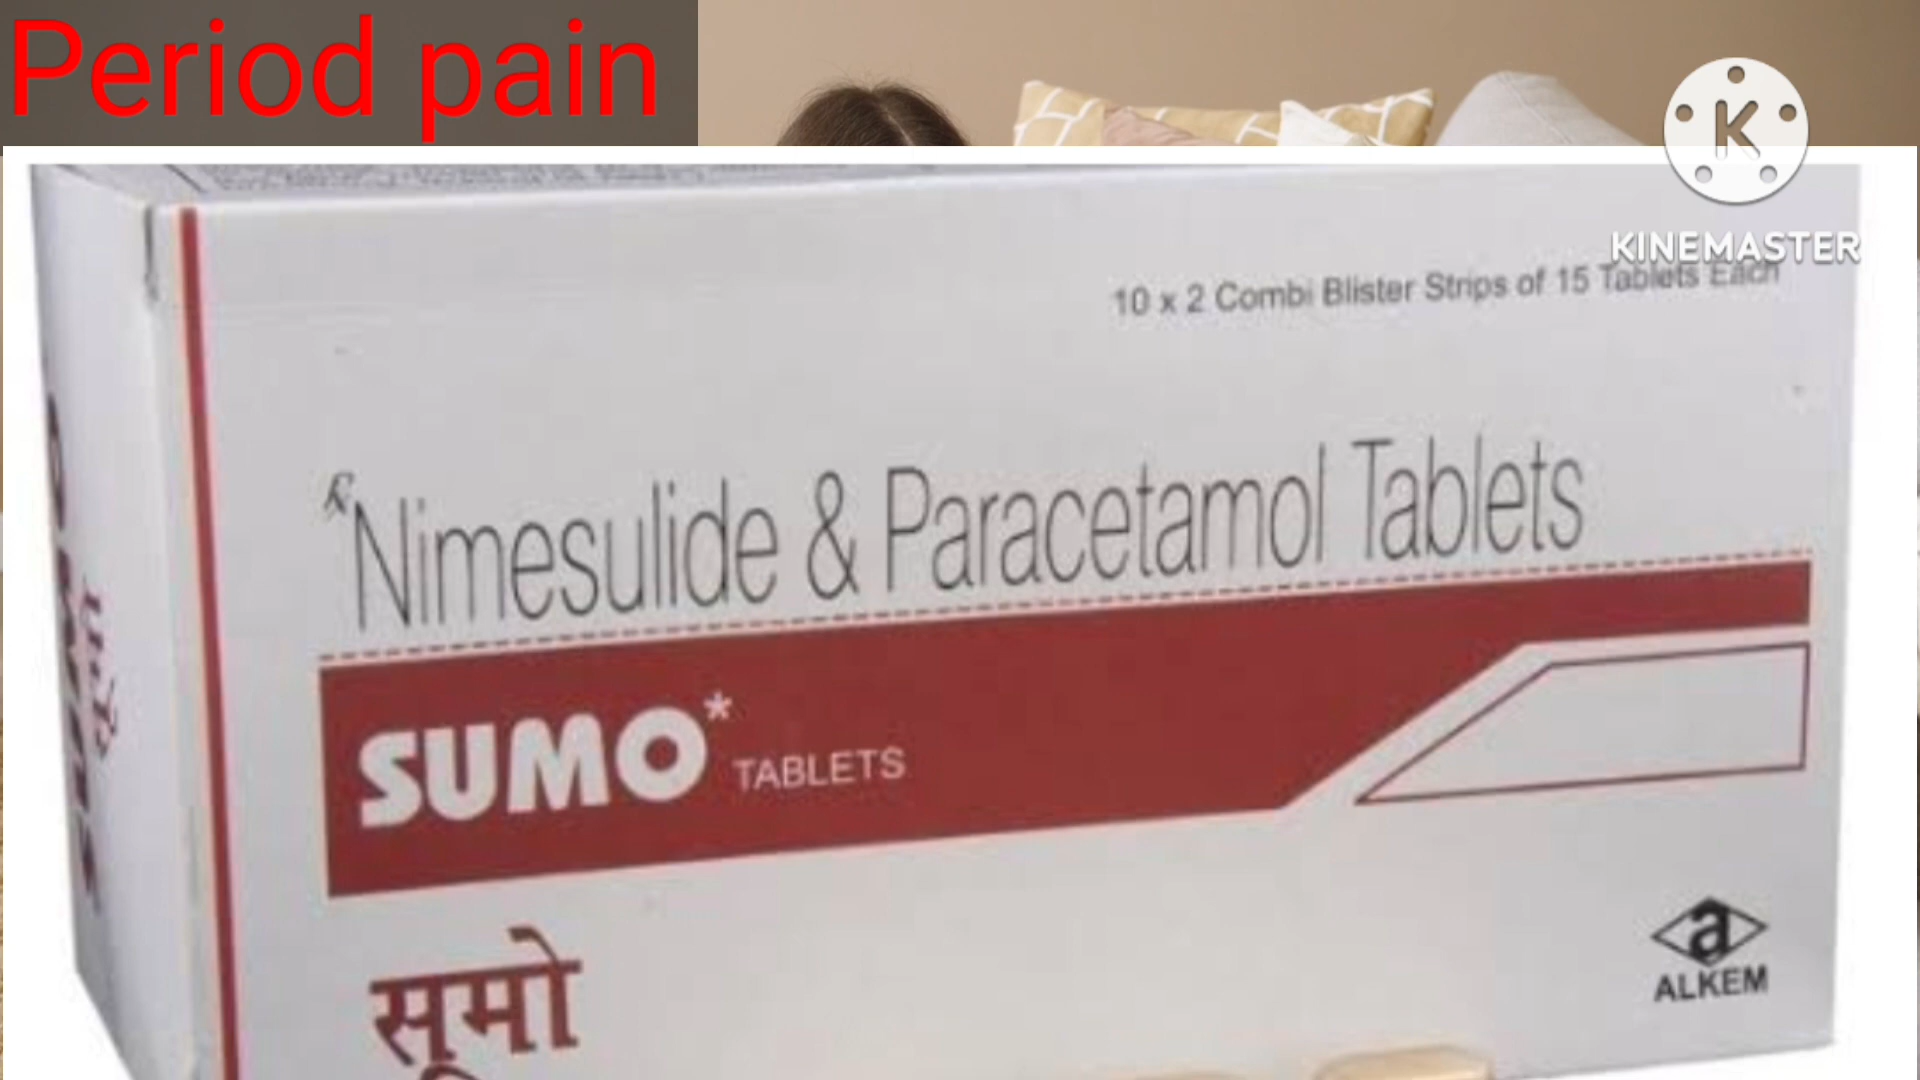 Period pain
KINEMASTER
10 x 2 Combi Blister Strips of 15 Tablets Each
Nimesulide & Paracetamol Tablets
SUMO* TABLETS
सूमो
a
ALKEM